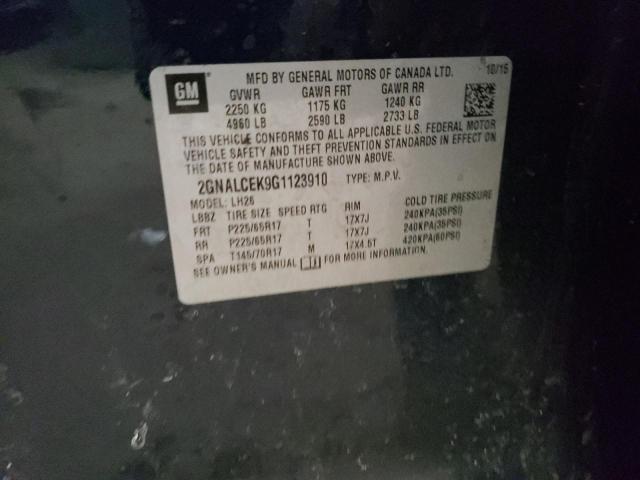 GM
MFD BY GENERAL MOTORS OF CANADA LTD. 10/15
GVWR GAWR FRT GAWR RR
2250 KG 1175 KG 1240 KG
4960 LB 2590 LB 2733 LB
THIS VEHICLE CONFORMS TO ALL APPLICABLE U.S. FEDERAL MOTOR
VEHICLE SAFETY AND THEFT PREVENTION STANDARDS IN EFFECT ON
THE DATE OF MANUFACTURE SHOWN ABOVE.
2GNALCEK9G1123910 TYPE: M.P.V.
MODEL: LH26
LBBZ TIRE SIZE SPEED RTG RIM COLD TIRE PRESSURE
FRT P225/65R17 T 17X7J 240KPA(35PSI)
RR P225/65R17 T 17X7J 240KPA(35PSI)
SPA T145/70R17 M 17X4.5T 420KPA(60PSI)
SEE OWNER'S MANUAL FOR MORE INFORMATION.